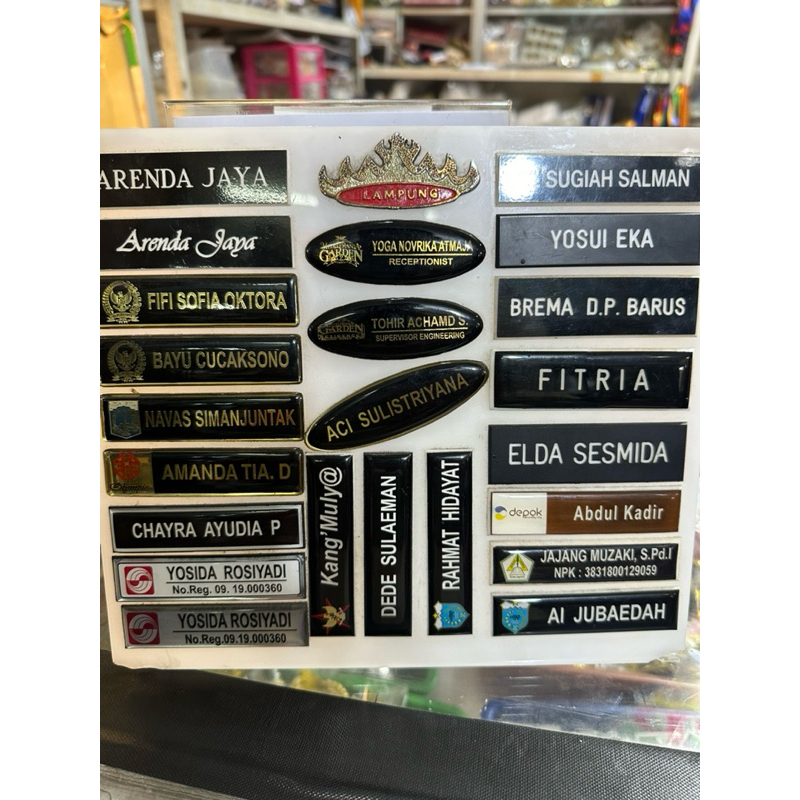 ARENDA JAYA
Arenda Jaya
FIFI SOFIA OKTORA
BAYU CUCAKSONO
NAVAS SIMANJUNTAK
AMANDA TIA. D
CHAYRA AYUDIA P
YOSIDA ROSIYADI
No.Reg. 09. 19.000360
YOSIDA ROSIYADI
No.Reg.09.19.000360
LAMPUNG
GARDEN
YOGA NOVRIKA ATMAJA
RECEPTIONIST
GARDEN
TOHIR ACHAMD S.
SUPERVISOR ENGINEERING
ACI SULISTRIYANA
Kang'Muly@
DEDE SULAEMAN
RAHMAT HIDAYAT
SUGIAH SALMAN
YOSUI EKA
BREMA D.P. BARUS
FITRIA
ELDA SESMIDA
depok
Abdul Kadir
JAJANG MUZAKI, S.Pd.I
NPK : 3831800129059
AI JUBAEDAH